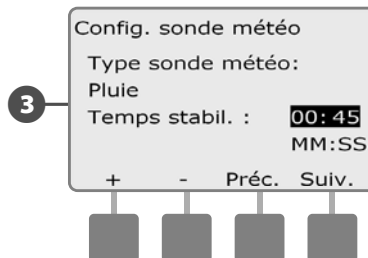 Config. sonde météo
Type sonde météo:
Pluie
3
Temps stabil. : 00:45
MM:SS
+ - Préc. Suiv.